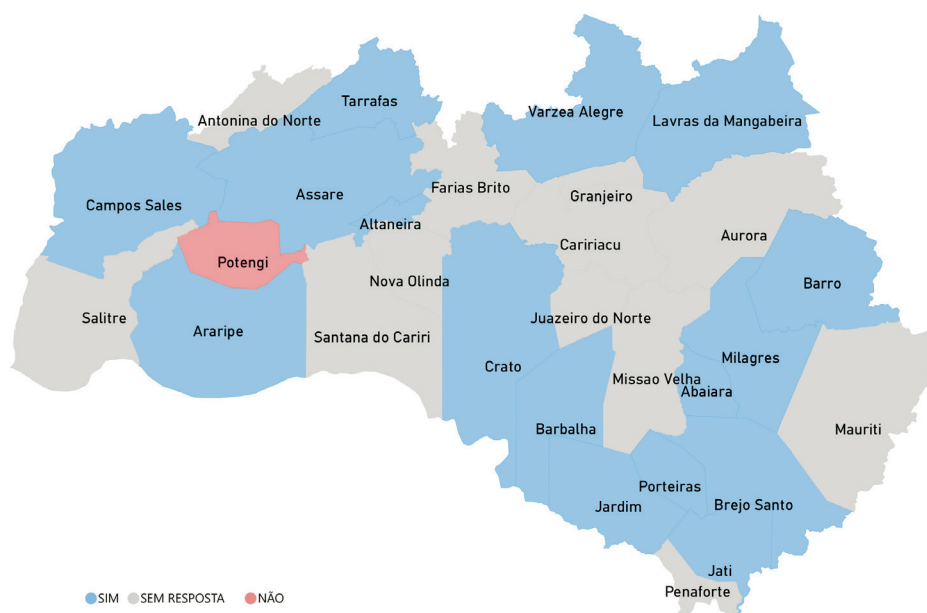 Tarrafas
Antonina do Norte
Varzea Alegre
Lavras da Mangabeira
Farias Brito
Assare
Granjeiro
Campos Sales
Altaneira
Aurora
Caririacu
Potengi
Nova Olinda
Barro
Salitre
Juazeiro do Norte
Araripe
Santana do Cariri
Milagres
Crato
Missao Velha
Abaiara
Barbalha
Mauriti
Porteiras
Jardim
Brejo Santo
Jati
Penaforte
SIM
SEM RESPOSTA
NÃO